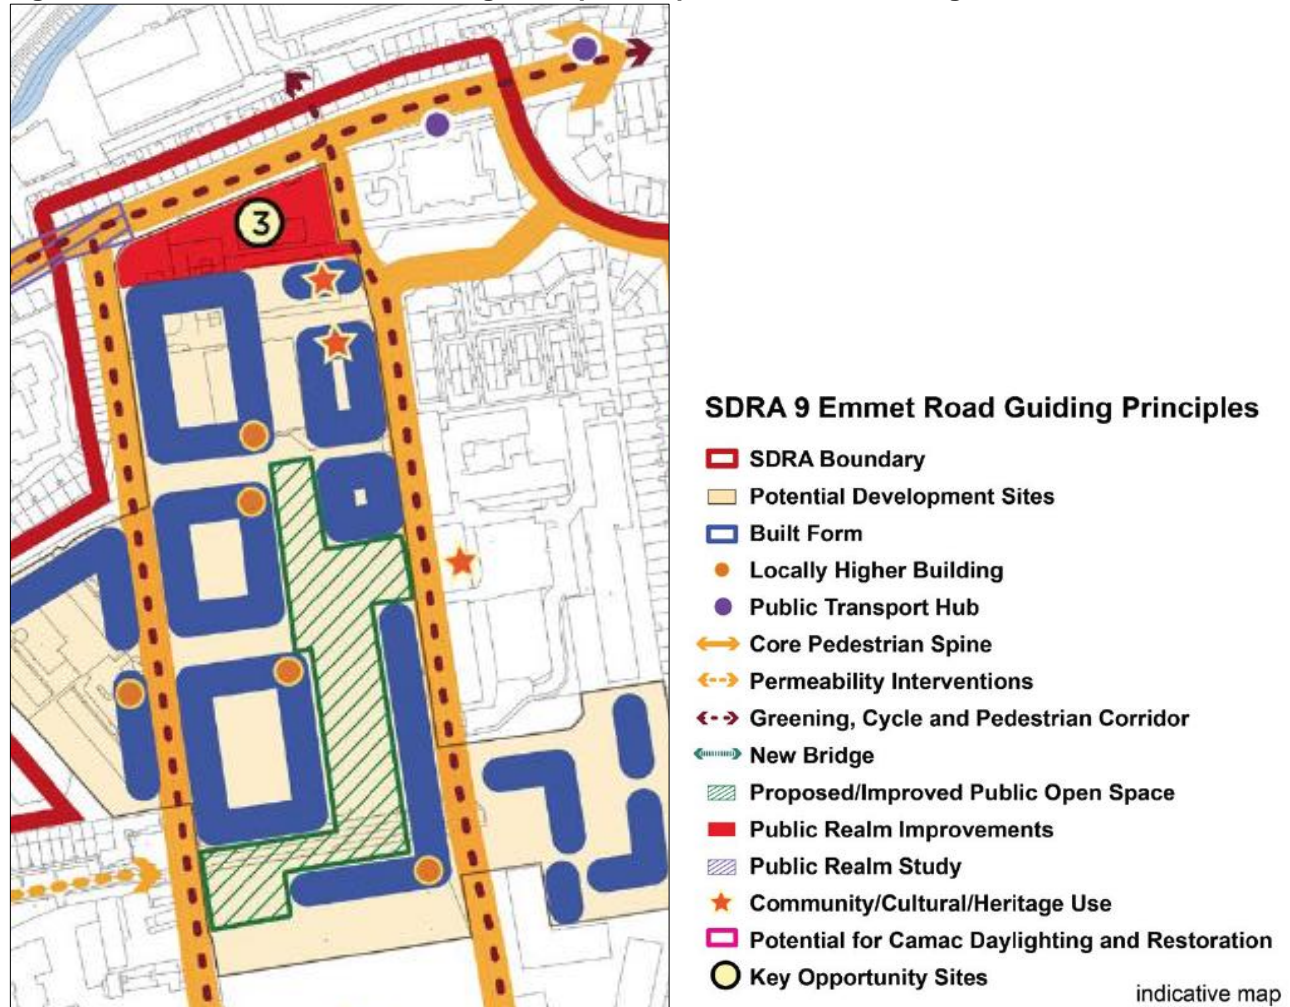 3
SDRA 9 Emmet Road Guiding Principles
SDRA Boundary
Potential Development Sites
Built Form
Locally Higher Building
Public Transport Hub
Core Pedestrian Spine
Permeability Interventions
Greening, Cycle and Pedestrian Corridor
New Bridge
Proposed/Improved Public Open Space
Public Realm Improvements
Public Realm Study
Community/Cultural/Heritage Use
Potential for Camac Daylighting and Restoration
Key Opportunity Sites
indicative map